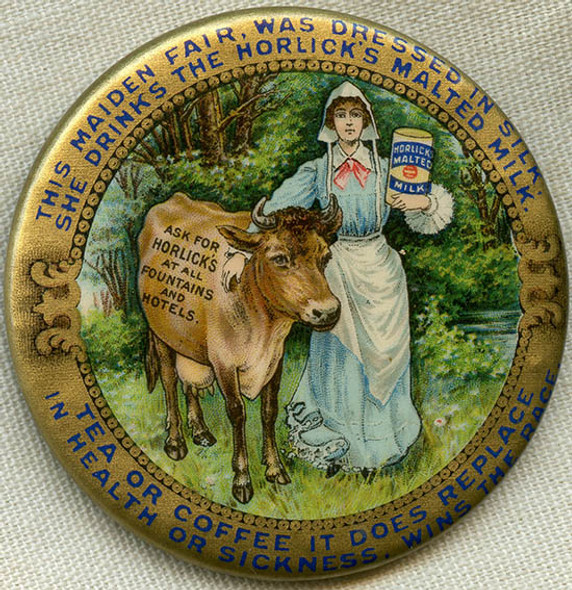 THIS MAIDEN FAIR, WAS DRESSED IN SILK,
SHE DRINKS THE HORLICK'S MALTED MILK.
HORLICK'S
MALTED
MILK
ASK FOR
HORLICK'S
AT ALL
FOUNTAINS
AND
HOTELS.
TEA OR COFFEE IT DOES REPLACE
IN HEALTH OR SICKNESS, WINS THE RACE